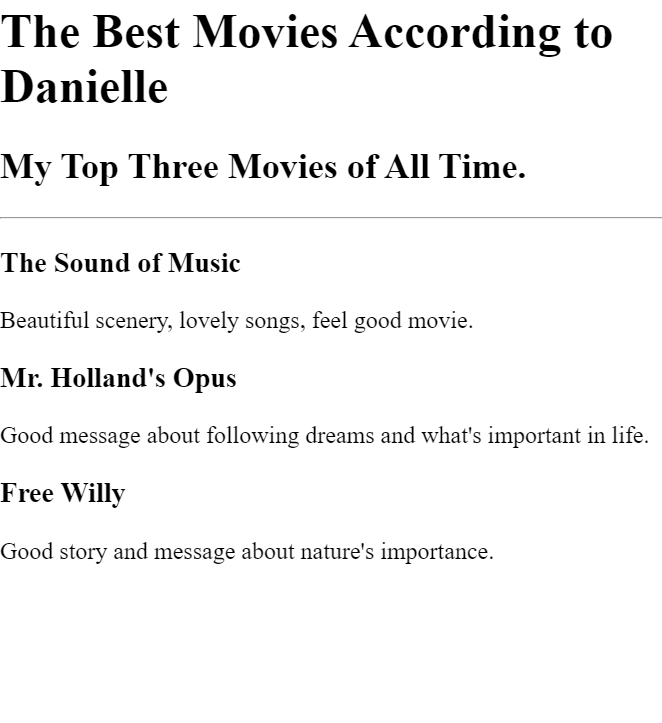 The Best Movies According to
Danielle
My Top Three Movies of All Time.
The Sound of Music
Beautiful scenery, lovely songs, feel good movie.
Mr. Holland's Opus
Good message about following dreams and what's important in life.
Free Willy
Good story and message about nature's importance.